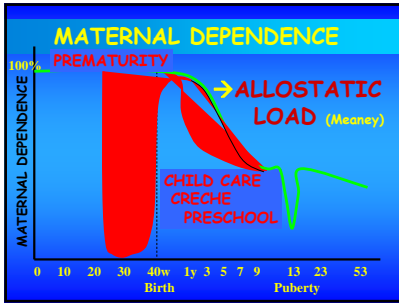 MATERNAL DEPENDENCE
PREMATURITY
100%
→ ALLOSTATIC
LOAD (Meaney)
MATERNAL DEPENDENCE
CHILD CARE
CRECHE
PRESCHOOL
0 10 20 30 40w 1y 3 5 7 9 13 23 53
Birth Puberty